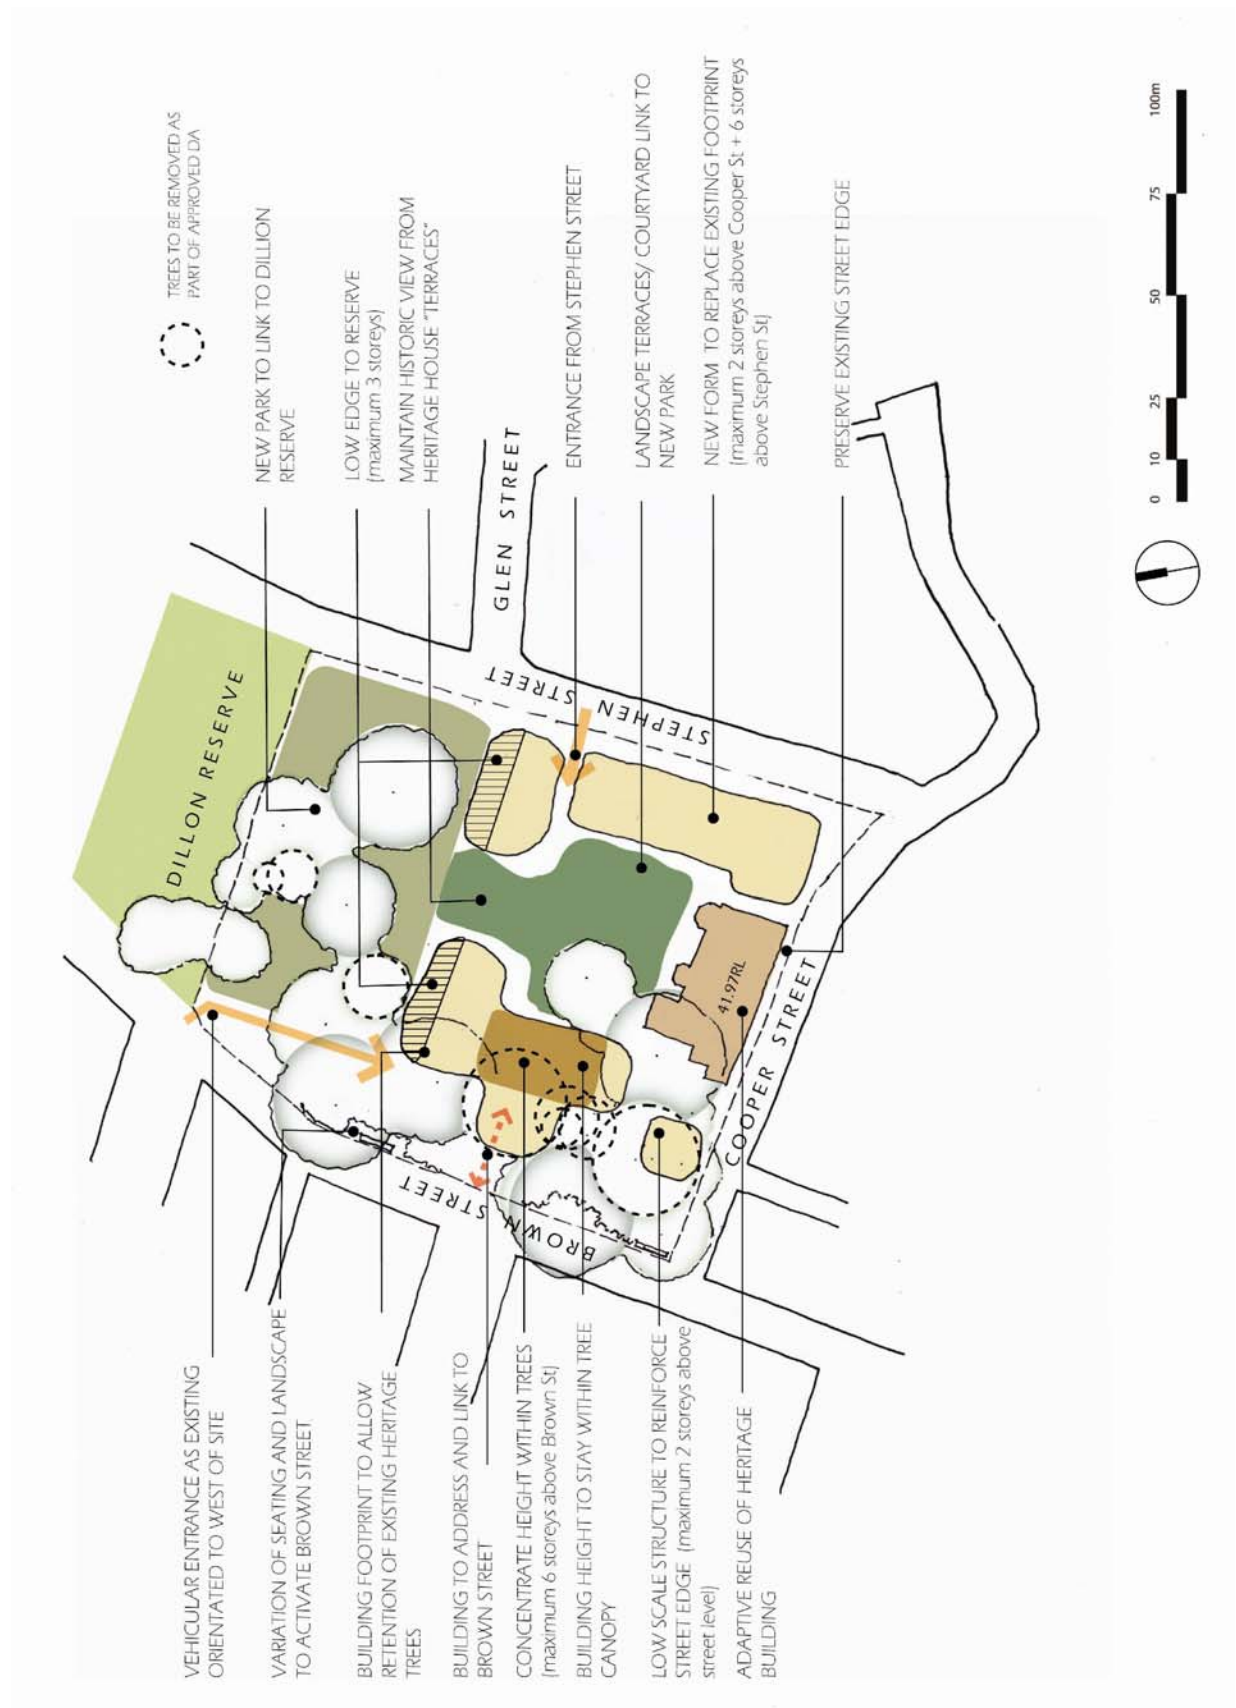 TREES TO BE REMOVED AS
PART OF APPROVED DA
NEW PARK TO LINK TO DILLION
RESERVE
LOW EDGE TO RESERVE
(maximum 3 storeys)
MAINTAIN HISTORIC VIEW FROM
HERITAGE HOUSE "TERRACES"
ENTRANCE FROM STEPHEN STREET
LANDSCAPE TERRACES/ COURTYARD LINK TO
NEW PARK
NEW FORM TO REPLACE EXISTING FOOTPRINT
(maximum 2 storeys above Cooper St + 6 storeys
above Stephen St)
PRESERVE EXISTING STREET EDGE
VEHICULAR ENTRANCE AS EXISTING
ORIENTATED TO WEST OF SITE
VARIATION OF SEATING AND LANDSCAPE
TO ACTIVATE BROWN STREET
BUILDING FOOTPRINT TO ALLOW
RETENTION OF EXISTING HERITAGE
TREES
BUILDING TO ADDRESS AND LINK TO
BROWN STREET
CONCENTRATE HEIGHT WITHIN TREES
(maximum 6 storeys above Brown St)
BUILDING HEIGHT TO STAY WITHIN TREE
CANOPY
LOW SCALE STRUCTURE TO REINFORCE
STREET EDGE (maximum 2 storeys above
street level)
ADAPTIVE REUSE OF HERITAGE
BUILDING
DILLON RESERVE
GLEN STREET
STEPHEN STREET
BROWN STREET
COOPER STREET
41.97RL
0 10 25 50 75 100m